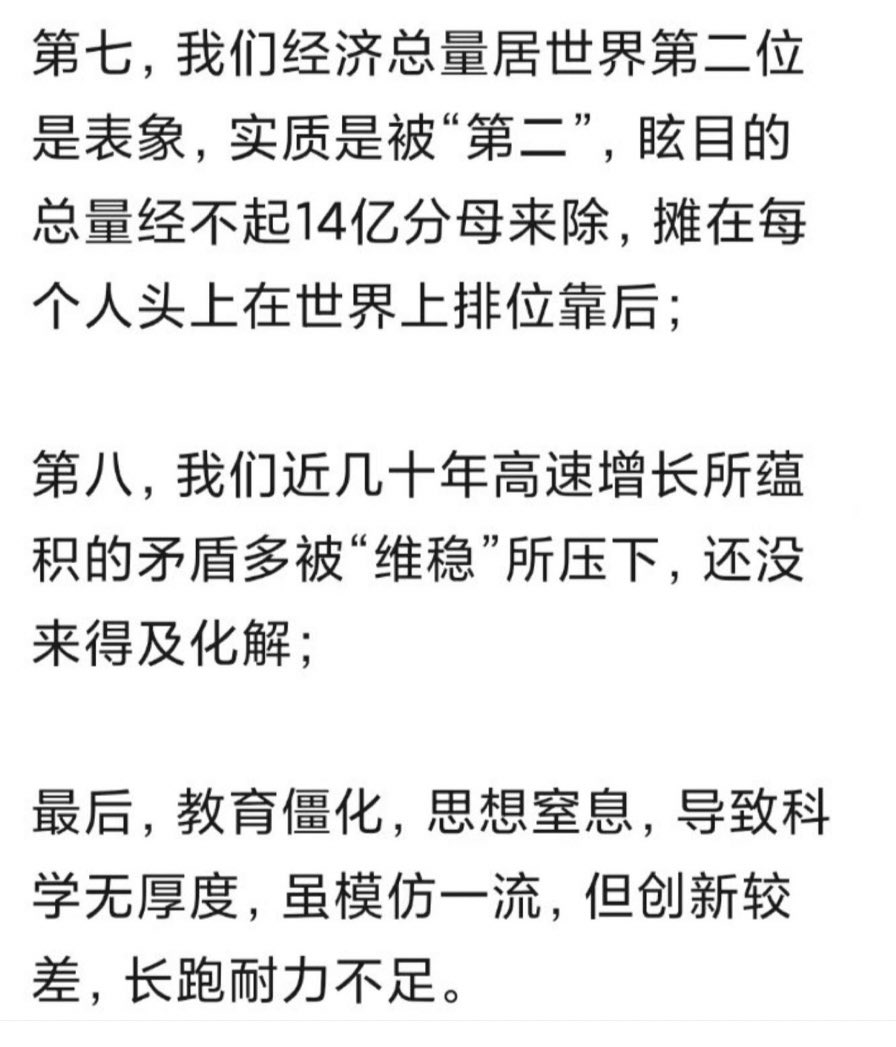 第七，我们经济总量居世界第二位
是表象，实质是被“第二”，眩目的
总量经不起14亿分母来除，摊在每
个人头上在世界上排位靠后；
第八，我们近几十年高速增长所蕴
积的矛盾多被“维稳”所压下，还没
来得及化解；
最后，教育僵化，思想窒息，导致科
学无厚度，虽模仿一流，但创新较
差，长跑耐力不足。